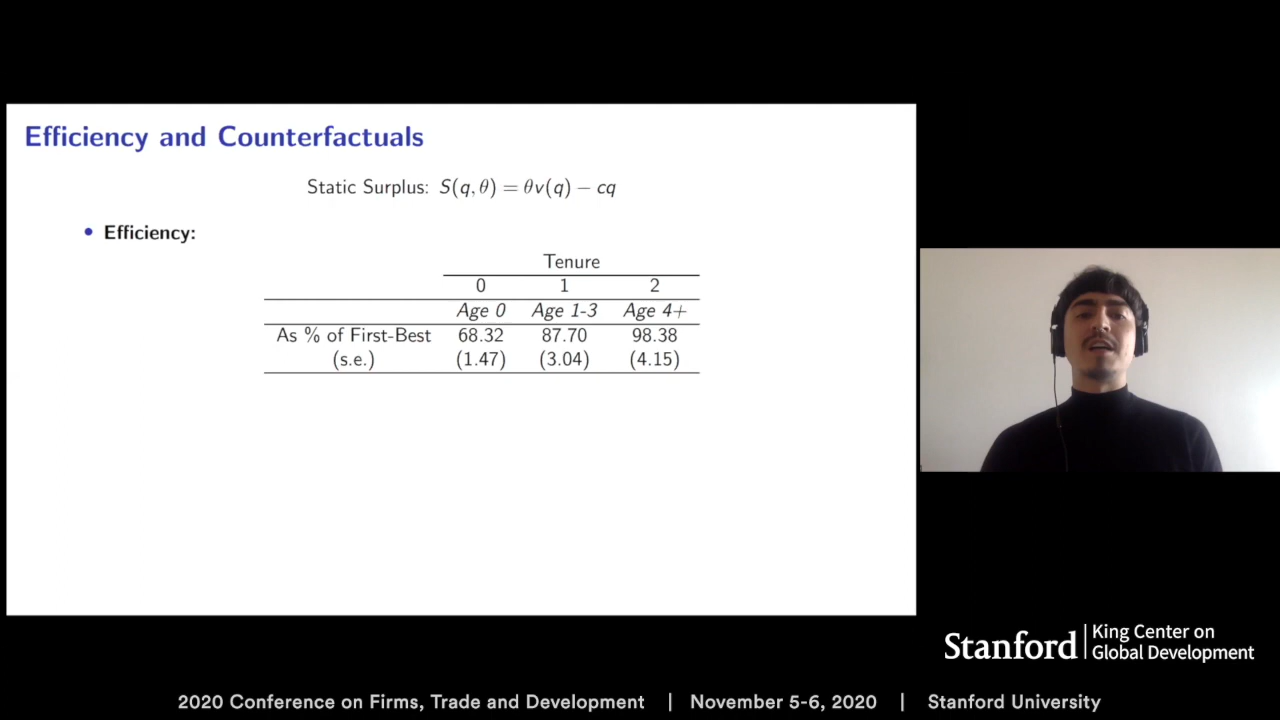 Efficiency and Counterfactuals
Static Surplus: S(q, θ) = θv(q) − cq
• Efficiency:
Tenure
0 1 2
Age 0 Age 1-3 Age 4+
As % of First-Best 68.32 87.70 98.38
(s.e.) (1.47) (3.04) (4.15)
Stanford | King Center on
Global Development
2020 Conference on Firms, Trade and Development | November 5-6, 2020 | Stanford University